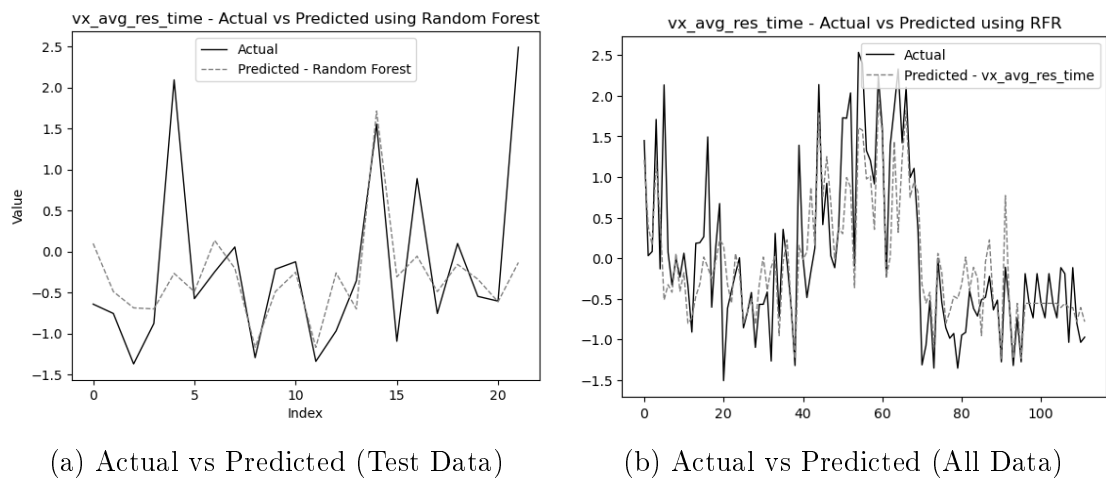 vx_avg_res_time - Actual vs Predicted using Random Forest
Actual
Predicted - Random Forest
2.5
2.0
1.5
1.0
0.5
0.0
−0.5
−1.0
−1.5
Value
0
5
10
15
20
Index
(a) Actual vs Predicted (Test Data)
vx_avg_res_time - Actual vs Predicted using RFR
Actual
Predicted - vx_avg_res_time
2.5
2.0
1.5
1.0
0.5
0.0
−0.5
−1.0
−1.5
0
20
40
60
80
100
(b) Actual vs Predicted (All Data)